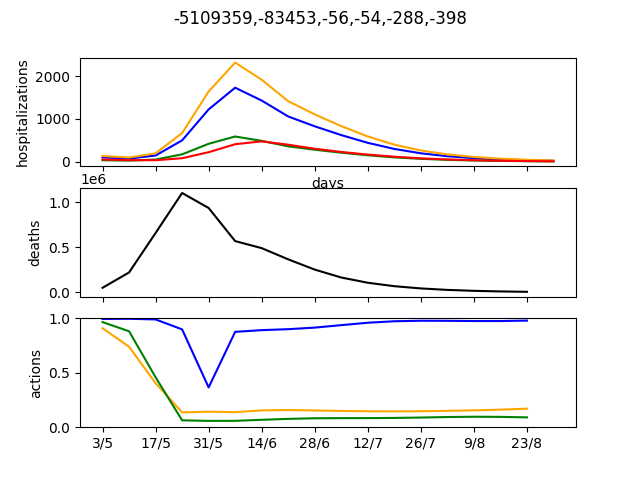 -5109359,-83453,-56,-54,-288,-398
hospitalizations
2000
1000
0
days
1e6
deaths
1.0
0.5
0.0
actions
1.0
0.5
0.0
3/5 17/5 31/5 14/6 28/6 12/7 26/7 9/8 23/8